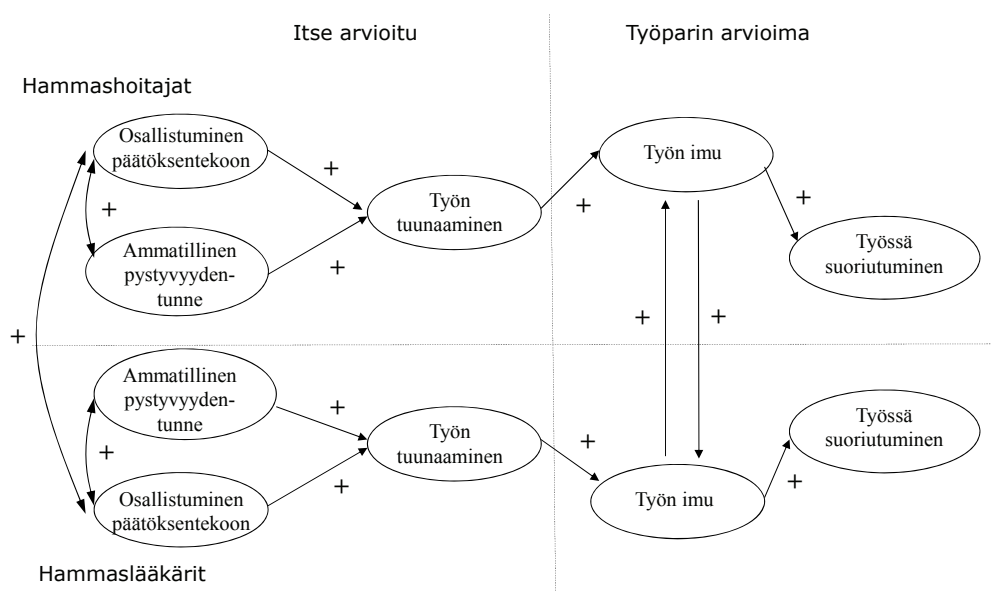 Itse arvioitu
Työparin arvioima
Hammashoitajat
Osallistuminen
päätöksentekoon
+
+
Ammatillinen
pystyvyyden-
tunne
+
Työn
tuunaaminen
+
Työn imu
+
Työssä
suoriutuminen
+
+
+
Ammatillinen
pystyvyyden-
tunne
+
+
Osallistuminen
päätöksentekoon
+
Työn
tuunaaminen
+
Työn imu
+
Työssä
suoriutuminen
Hammaslääkärit